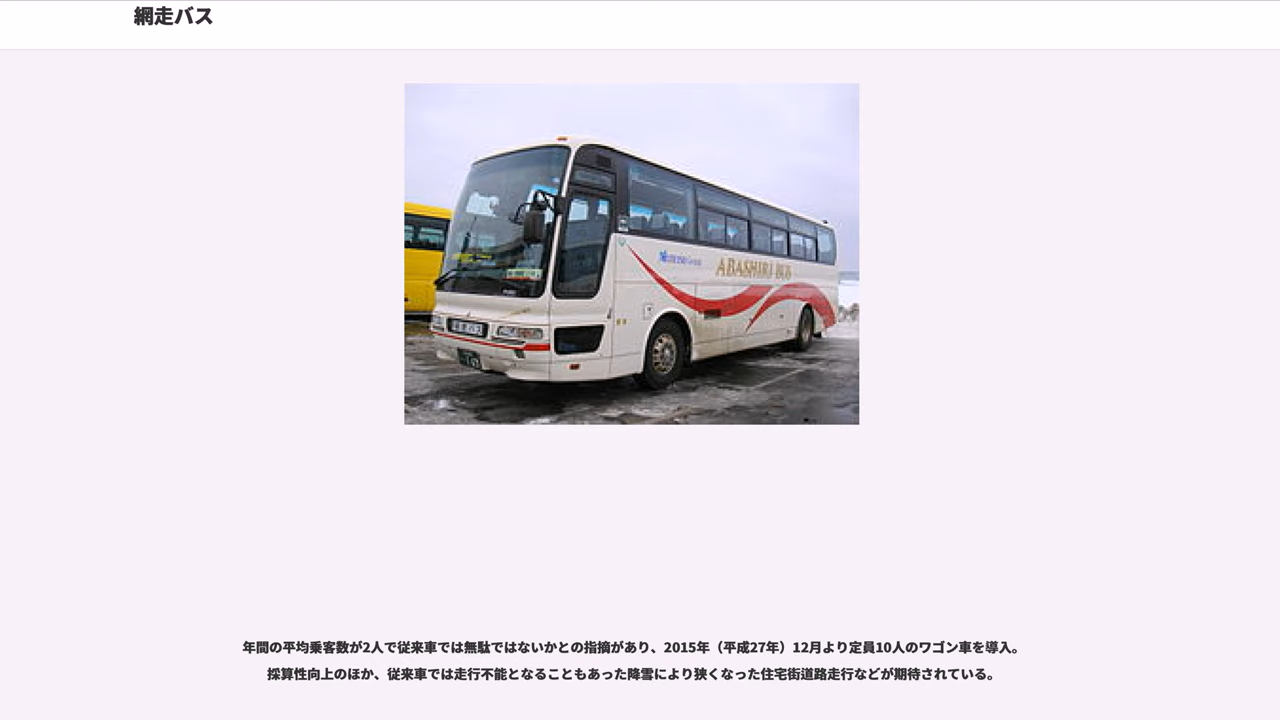 網走バス
ABASHIRI BUS
年間の平均乗客数が2人で従来車では無駄ではないかとの指摘があり、2015年（平成27年）12月より定員10人のワゴン車を導入。
採算性向上のほか、従来車では走行不能となることもあった降雪により狭くなった住宅街道路走行などが期待されている。